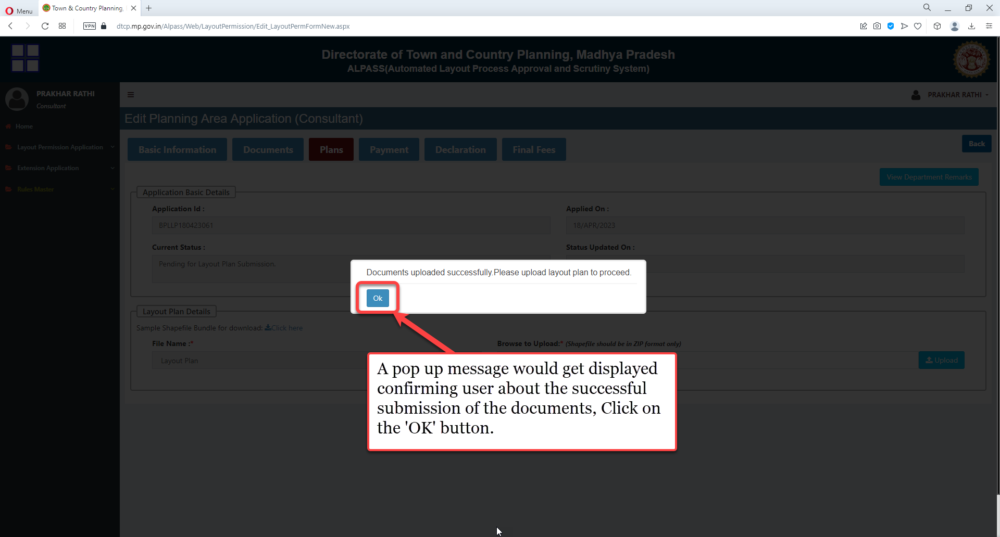 Menu
Town & Country Planning,
VPN
dtcp.mp.gov.in/Alpass/Web/LayoutPermission/Edit_LayoutPermFormNew.aspx
Directorate of Town and Country Planning, Madhya Pradesh
ALPASS(Automated Layout Process Approval and Scrutiny System)
PRAKHAR RATHI
Consultant
PRAKHAR RATHI
Home
Layout Permission Application
Extension Application
Rules Master
Edit Planning Area Application (Consultant)
Basic Information
Documents
Plans
Payment
Declaration
Final Fees
Back
View Department Remarks
Application Basic Details
Application Id :
Applied On :
BPLLP180423061
18/APR/2023
Current Status :
Status Updated On :
Pending for Layout Plan Submission.
Documents uploaded successfully.Please upload layout plan to proceed.
Ok
Layout Plan Details
Sample Shapefile Bundle for download: Click here
File Name :*
Browse to Upload:* (Shapefile should be in ZIP format only)
Layout Plan
Upload
A pop up message would get displayed
confirming user about the successful
submission of the documents, Click on
the 'OK' button.